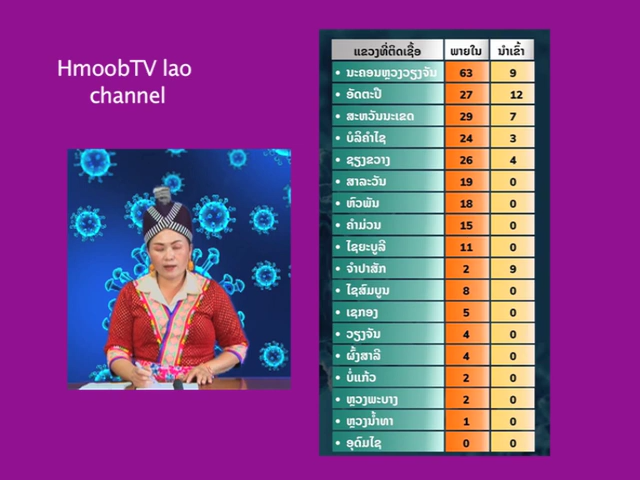 HmoobTV lao
channel
ແຂວງທີ່ຕິດເຊື້ອ ພາຍໃນ ນຳເຂົ້າ
• ນະຄອນຫຼວງວຽງຈັນ 63 9
• ອັດຕະປື 27 12
• ສະຫວັນນະເຂດ 29 7
• ບໍລິຄຳໄຊ 24 3
• ຊຽງຂວາງ 26 4
• ສາລະວັນ 19 0
• ຫົວພັນ 18 0
• ຄຳມ່ວນ 15 0
• ໄຊຍະບູລີ 11 0
• ຈຳປາສັກ 2 9
• ໄຊສົມບູນ 8 0
• ເຊກອງ 5 0
• ວຽງຈັນ 4 0
• ຜົ້ງສາລີ 4 0
• ບໍ່ແກ້ວ 2 0
• ຫຼວງພະບາງ 2 0
• ຫຼວງນ້ຳທາ 1 0
• ອຸດົມໄຊ 0 0